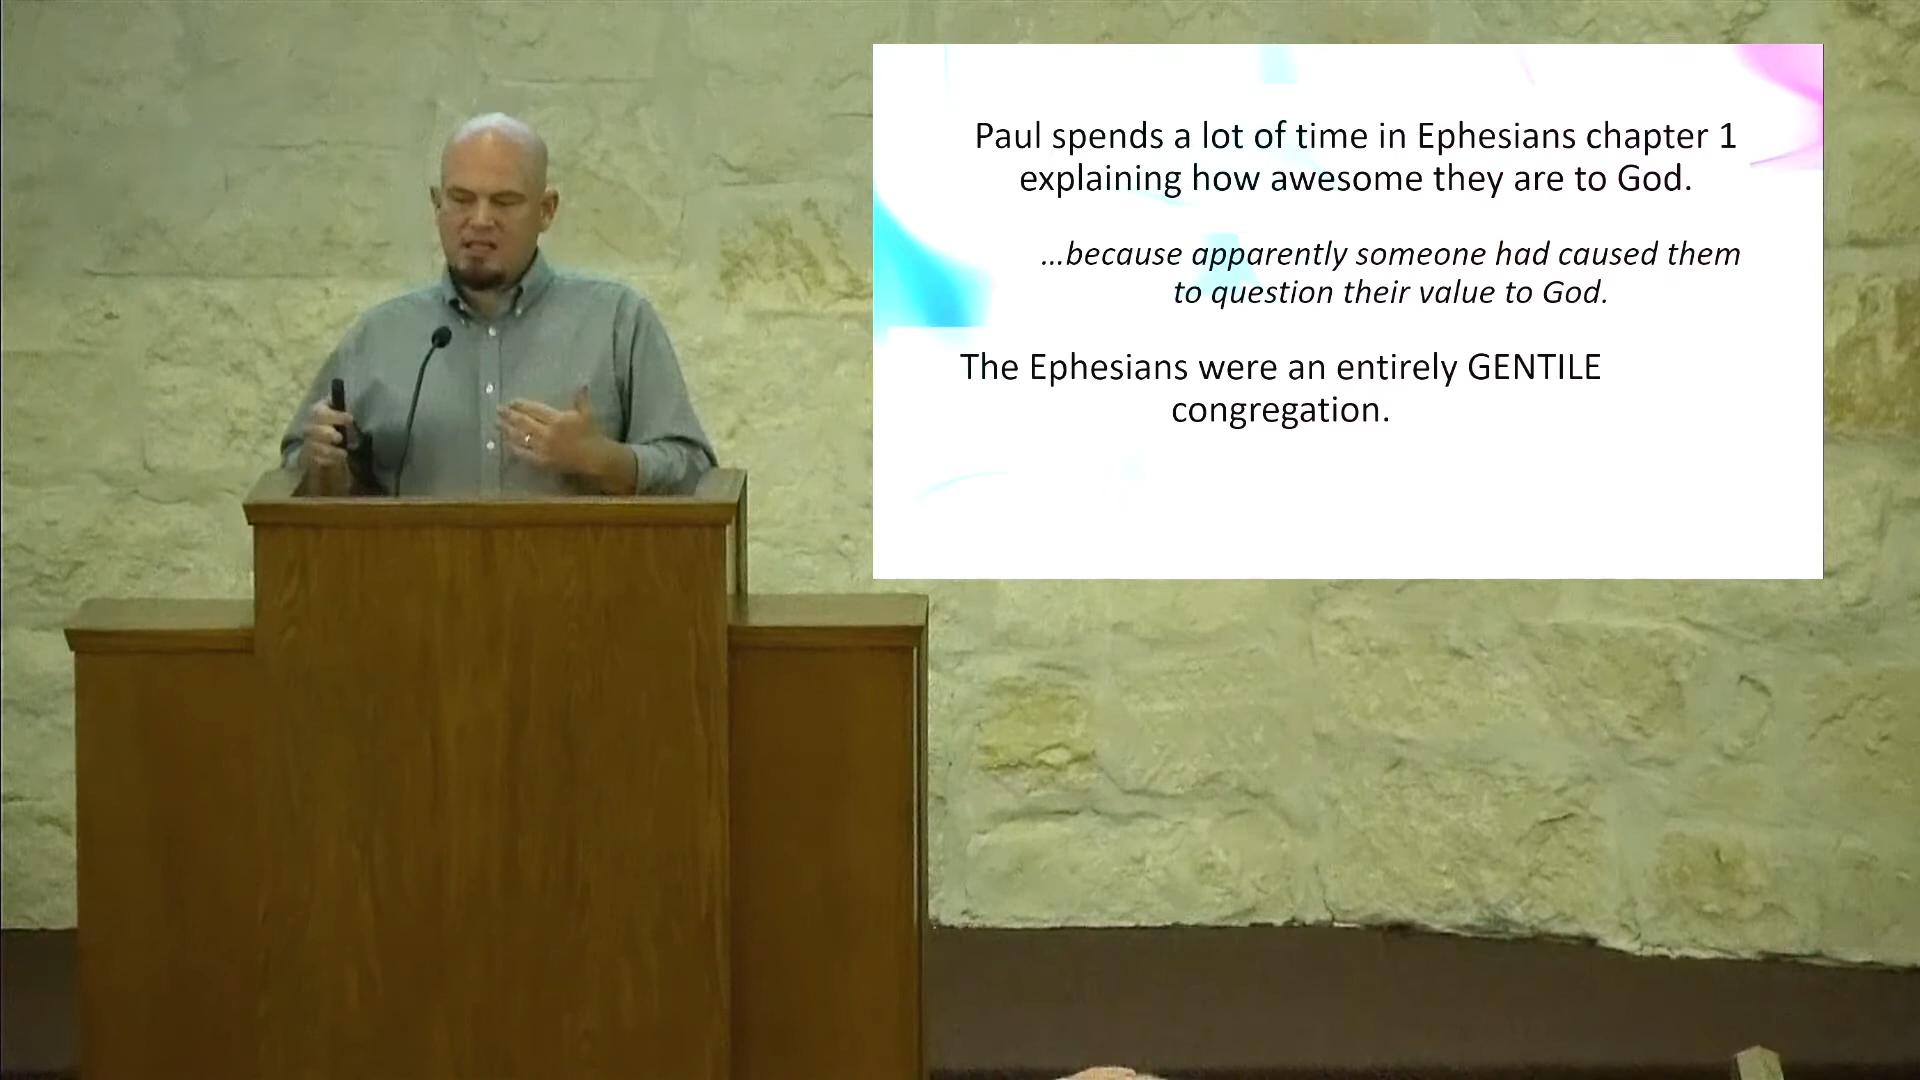 Paul spends a lot of time in Ephesians chapter 1
explaining how awesome they are to God.
...because apparently someone had caused them
to question their value to God.
The Ephesians were an entirely GENTILE
congregation.